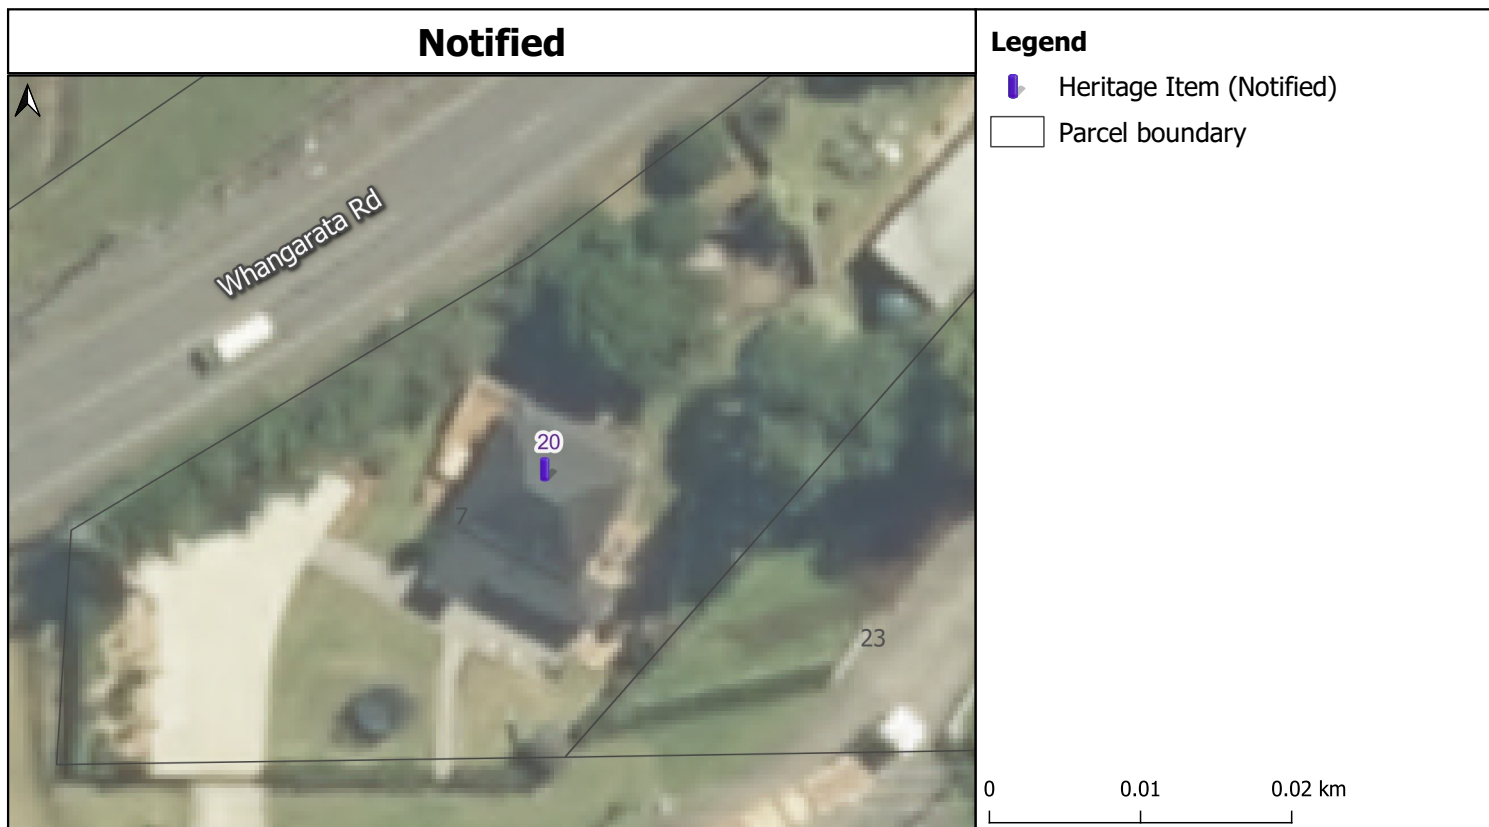 Notified
Legend
Heritage Item (Notified)
Parcel boundary
Whangarata Rd
20
7
23
0 0.01 0.02 km